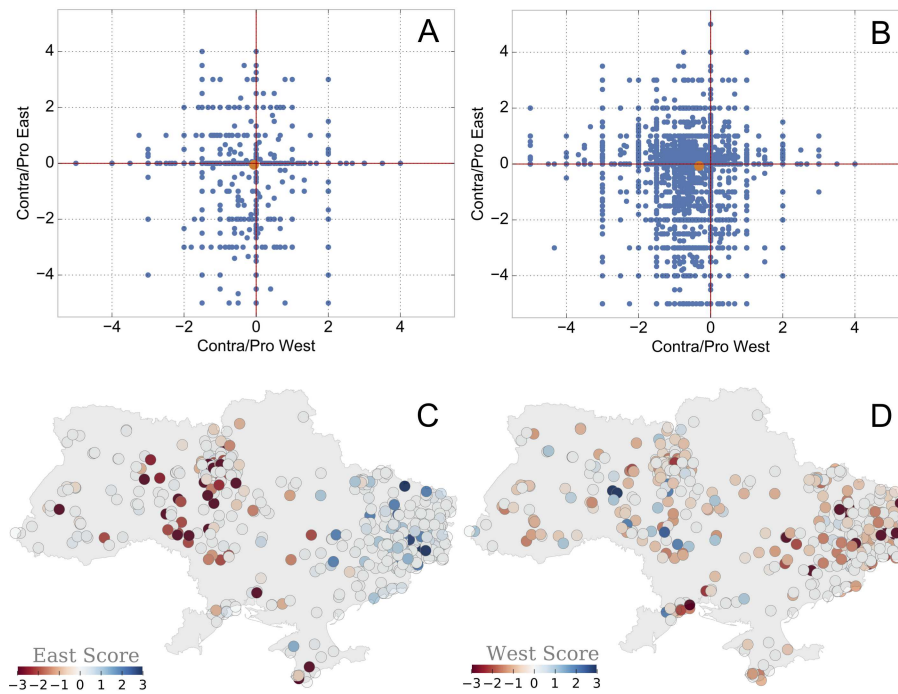 A
4
2
0
−2
−4
Contra/Pro East
−4 −2 0 2 4
Contra/Pro West
B
4
2
0
−2
−4
Contra/Pro East
−4 −2 0 2 4
Contra/Pro West
C
East Score
−3 −2 −1 0 1 2 3
D
West Score
−3 −2 −1 0 1 2 3